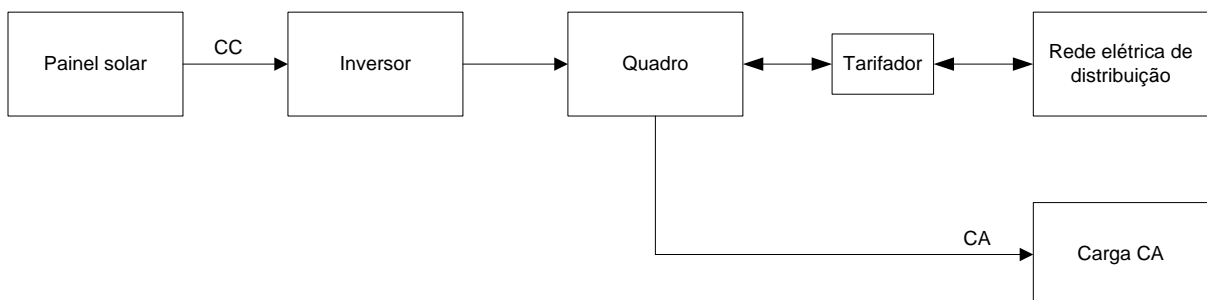 Painel solar
CC
Inversor
Quadro
Tarifador
Rede elétrica de
distribuição
CA
Carga CA